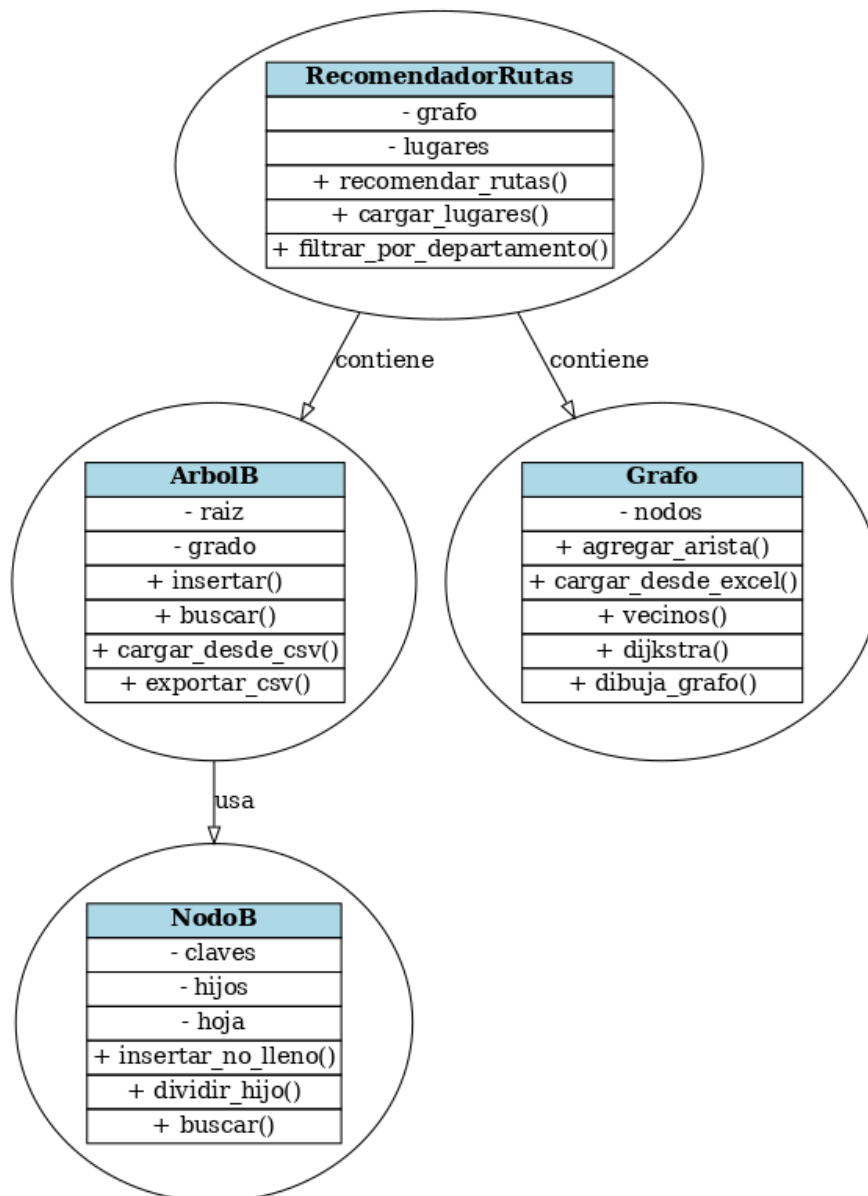 RecomendadorRutas
- grafo
- lugares
+ recomendar_rutas()
+ cargar_lugares()
+ filtrar_por_departamento()
contiene
contiene
ArbolB
- raiz
- grado
+ insertar()
+ buscar()
+ cargar_desde_csv()
+ exportar_csv()
Grafo
- nodos
+ agregar_arista()
+ cargar_desde_excel()
+ vecinos()
+ dijkstra()
+ dibuja_grafo()
usa
NodoB
- claves
- hijos
- hoja
+ insertar_no_lleno()
+ dividir_hijo()
+ buscar()